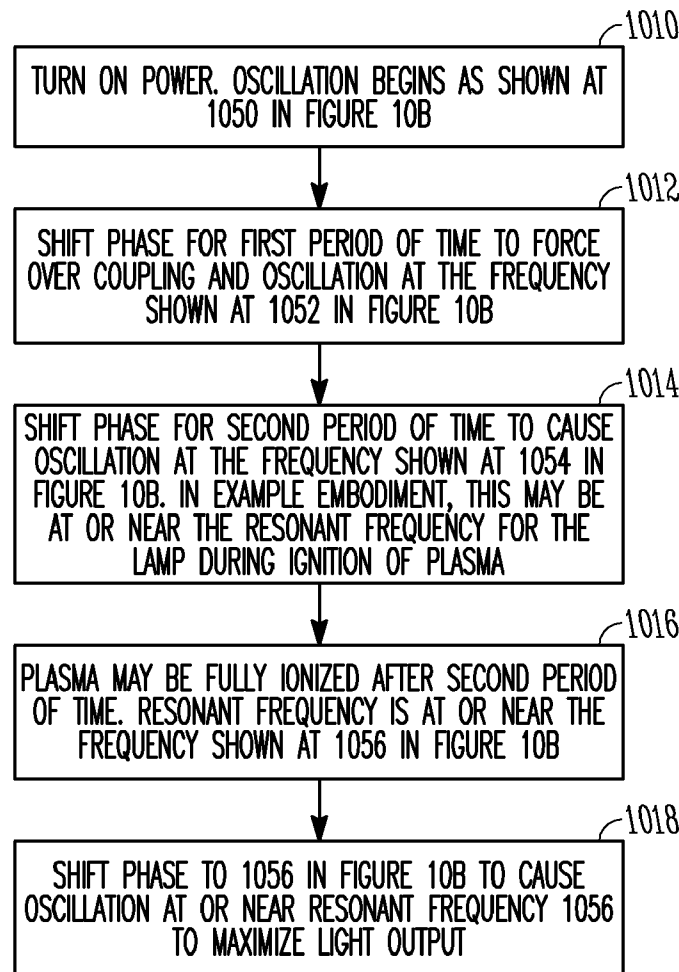 1010
TURN ON POWER. OSCILLATION BEGINS AS SHOWN AT
1050 IN FIGURE 10B
1012
SHIFT PHASE FOR FIRST PERIOD OF TIME TO FORCE
OVER COUPLING AND OSCILLATION AT THE FREQUENCY
SHOWN AT 1052 IN FIGURE 10B
1014
SHIFT PHASE FOR SECOND PERIOD OF TIME TO CAUSE
OSCILLATION AT THE FREQUENCY SHOWN AT 1054 IN
FIGURE 10B. IN EXAMPLE EMBODIMENT, THIS MAY BE
AT OR NEAR THE RESONANT FREQUENCY FOR THE
LAMP DURING IGNITION OF PLASMA
1016
PLASMA MAY BE FULLY IONIZED AFTER SECOND PERIOD
OF TIME. RESONANT FREQUENCY IS AT OR NEAR THE
FREQUENCY SHOWN AT 1056 IN FIGURE 10B
1018
SHIFT PHASE TO 1056 IN FIGURE 10B TO CAUSE
OSCILLATION AT OR NEAR RESONANT FREQUENCY 1056
TO MAXIMIZE LIGHT OUTPUT